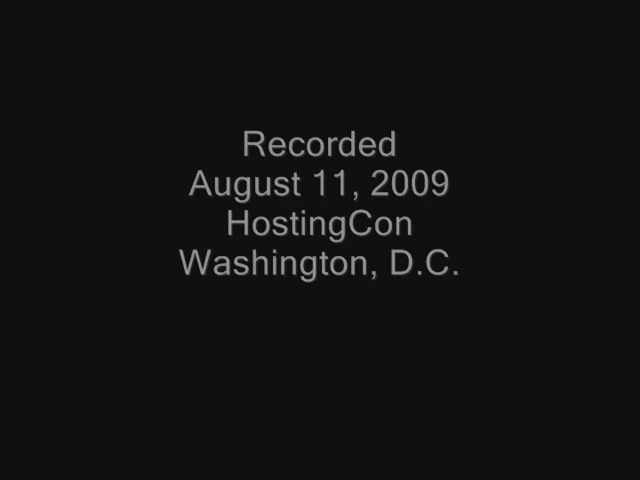 Recorded
August 11, 2009
HostingCon
Washington, D.C.